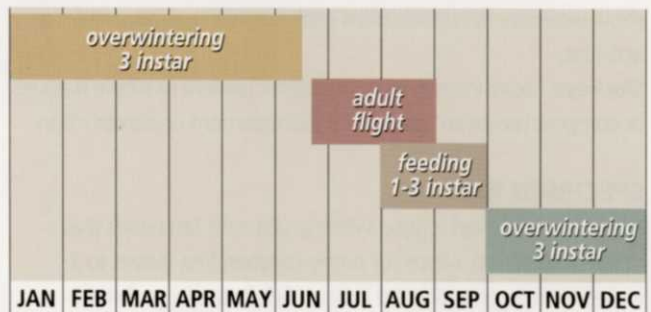 overwintering
3 instar
adult
flight
feeding
1-3 instar
overwintering
3 instar
JAN FEB MAR APR MAY JUN JUL AUG SEP OCT NOV DEC